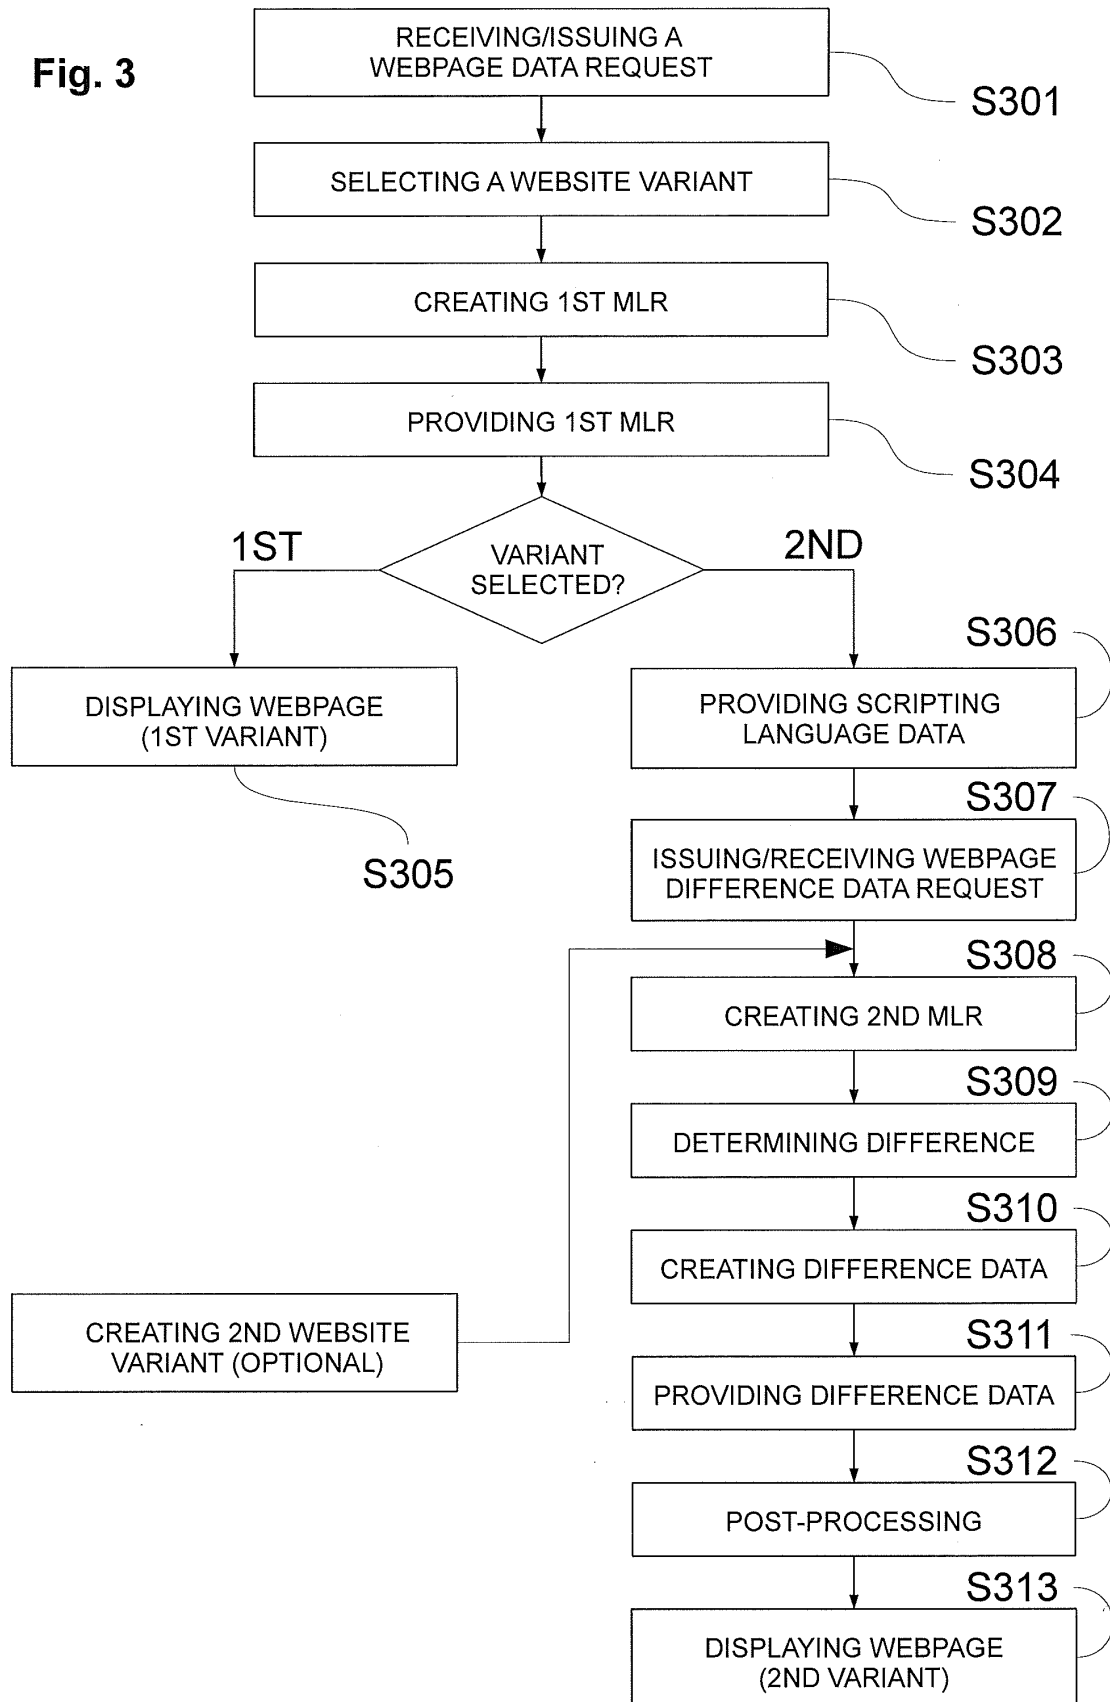 Fig. 3
RECEIVING/ISSUING A
WEBPAGE DATA REQUEST
S301
SELECTING A WEBSITE VARIANT
S302
CREATING 1ST MLR
S303
PROVIDING 1ST MLR
S304
1ST
VARIANT
SELECTED?
2ND
DISPLAYING WEBPAGE
(1ST VARIANT)
S305
S306
PROVIDING SCRIPTING
LANGUAGE DATA
S307
ISSUING/RECEIVING WEBPAGE
DIFFERENCE DATA REQUEST
S308
CREATING 2ND MLR
S309
DETERMINING DIFFERENCE
S310
CREATING DIFFERENCE DATA
CREATING 2ND WEBSITE
VARIANT (OPTIONAL)
S311
PROVIDING DIFFERENCE DATA
S312
POST-PROCESSING
S313
DISPLAYING WEBPAGE
(2ND VARIANT)